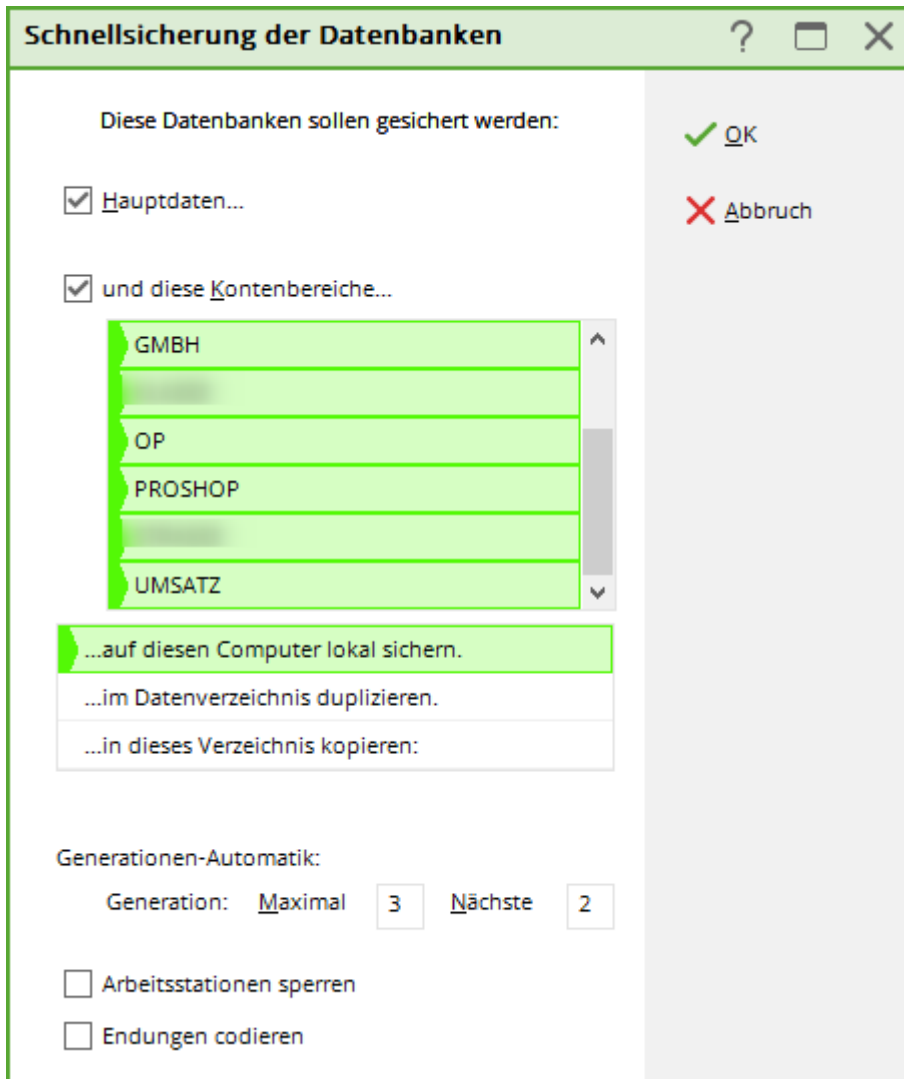 Schnellsicherung der Datenbanken
Diese Datenbanken sollen gesichert werden:
OK
Hauptdaten...
Abbruch
und diese Kontenbereiche...
GMBH
OP
PROSHOP
UMSATZ
...auf diesen Computer lokal sichern.
...im Datenverzeichnis duplizieren.
...in dieses Verzeichnis kopieren:
Generationen-Automatik:
Generation: Maximal 3 Nächste 2
Arbeitsstationen sperren
Endungen codieren